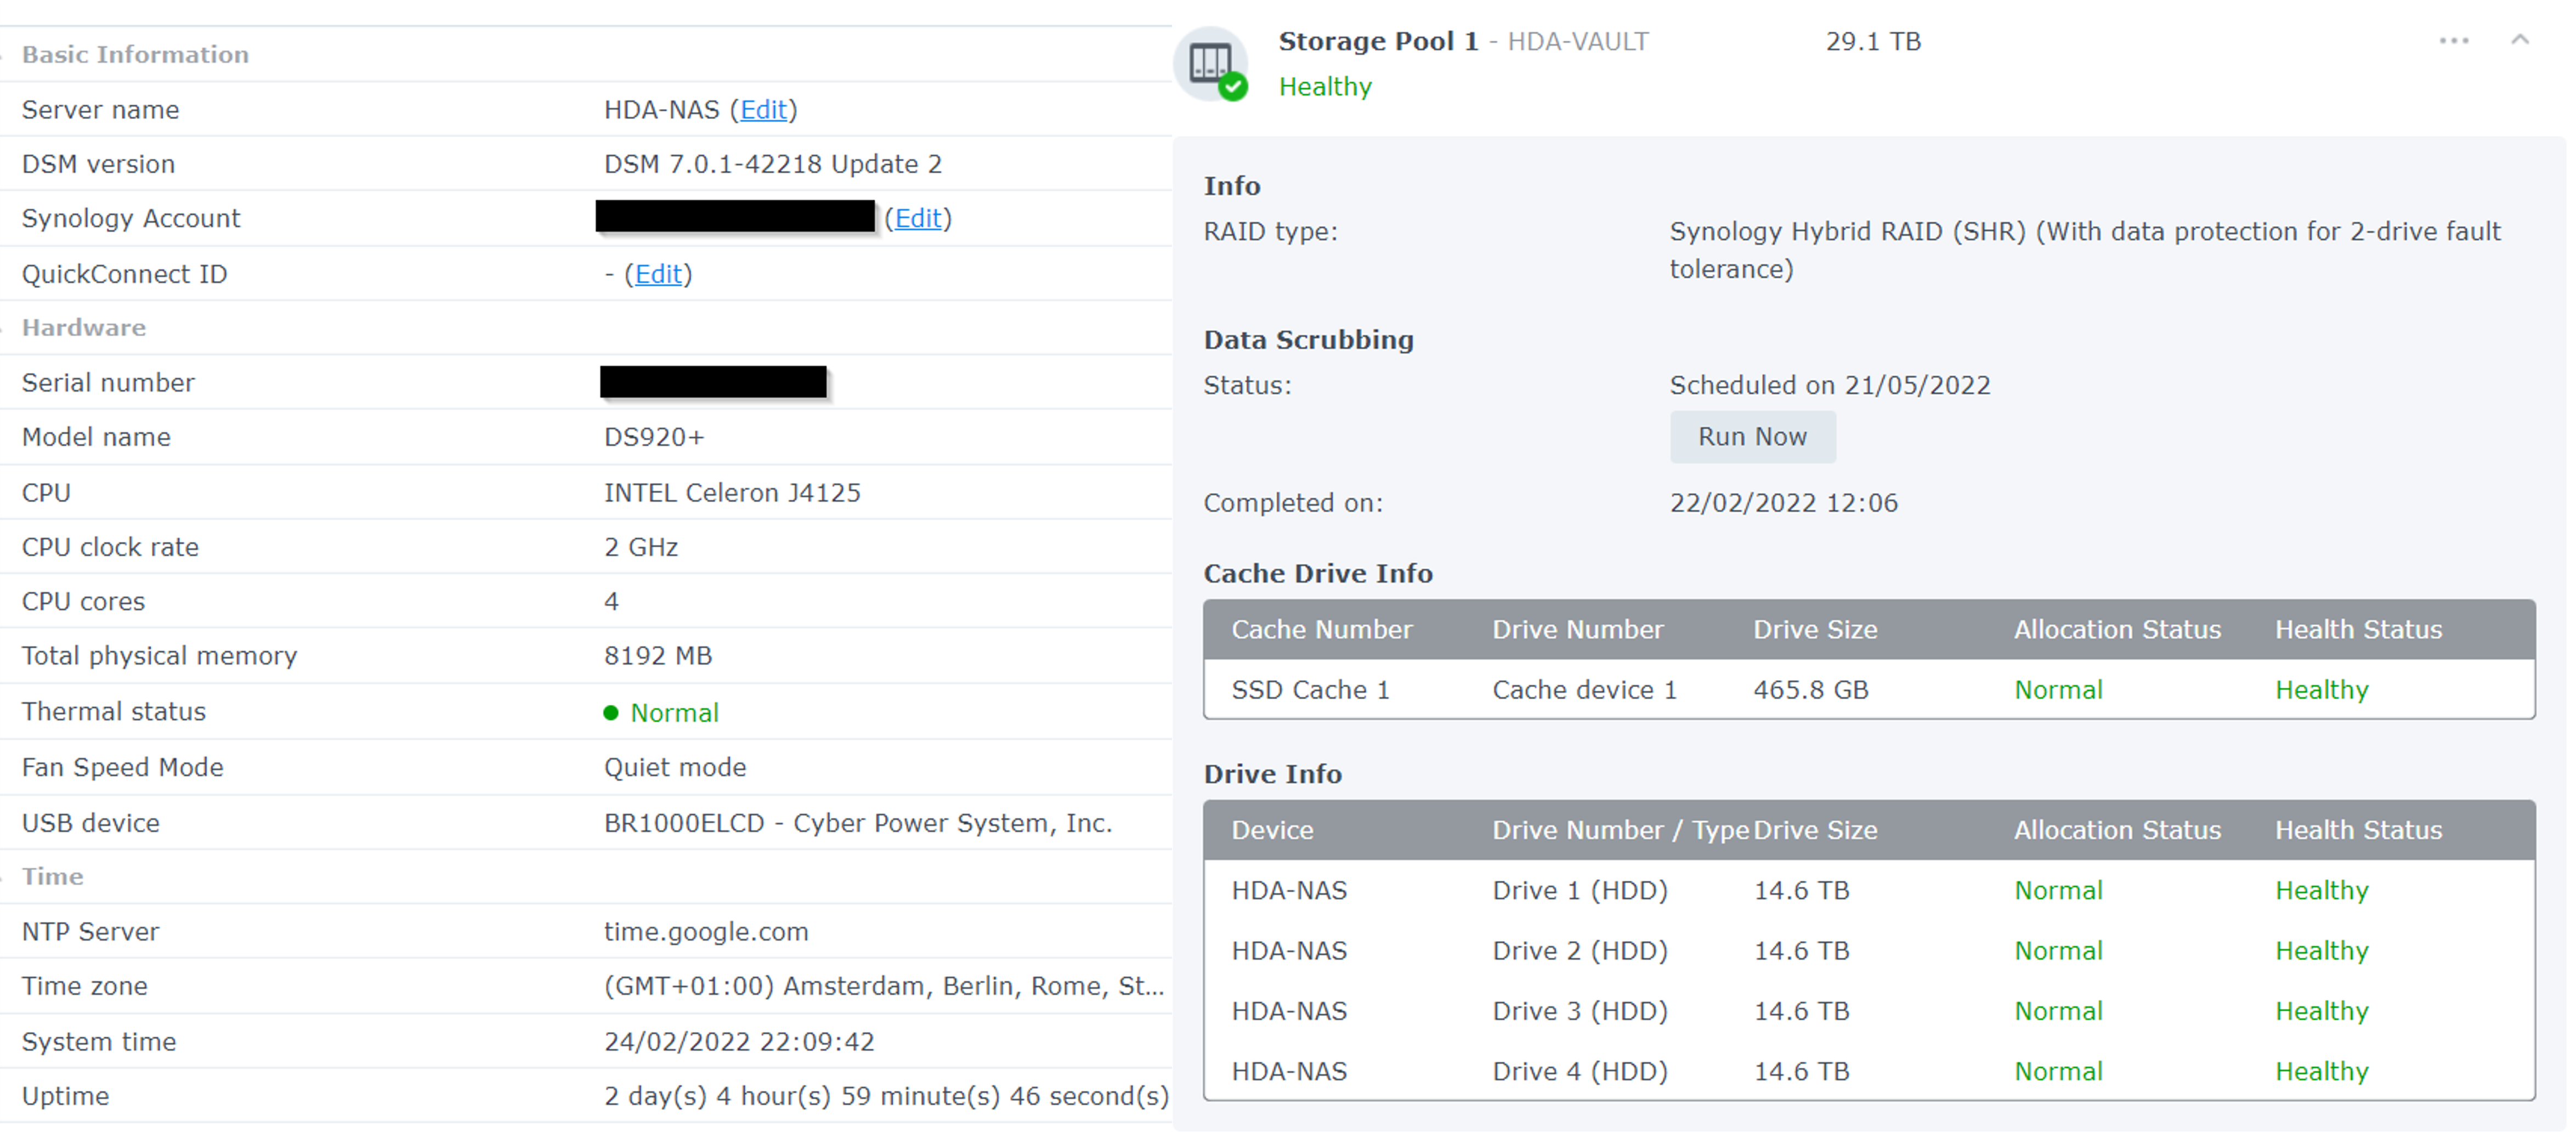 Basic Information
Server name HDA-NAS (Edit)
DSM version DSM 7.0.1-42218 Update 2
Synology Account (Edit)
QuickConnect ID - (Edit)
Hardware
Serial number
Model name DS920+
CPU INTEL Celeron J4125
CPU clock rate 2 GHz
CPU cores 4
Total physical memory 8192 MB
Thermal status Normal
Fan Speed Mode Quiet mode
USB device BR1000ELCD - Cyber Power System, Inc.
Time
NTP Server time.google.com
Time zone (GMT+01:00) Amsterdam, Berlin, Rome, St...
System time 24/02/2022 22:09:42
Uptime 2 day(s) 4 hour(s) 59 minute(s) 46 second(s)
Storage Pool 1 - HDA-VAULT 29.1 TB
Healthy
Info
RAID type: Synology Hybrid RAID (SHR) (With data protection for 2-drive fault
tolerance)
Data Scrubbing
Status: Scheduled on 21/05/2022
Run Now
Completed on: 22/02/2022 12:06
Cache Drive Info
Cache Number Drive Number Drive Size Allocation Status Health Status
SSD Cache 1 Cache device 1 465.8 GB Normal Healthy
Drive Info
Device Drive Number / Type Drive Size Allocation Status Health Status
HDA-NAS Drive 1 (HDD) 14.6 TB Normal Healthy
HDA-NAS Drive 2 (HDD) 14.6 TB Normal Healthy
HDA-NAS Drive 3 (HDD) 14.6 TB Normal Healthy
HDA-NAS Drive 4 (HDD) 14.6 TB Normal Healthy